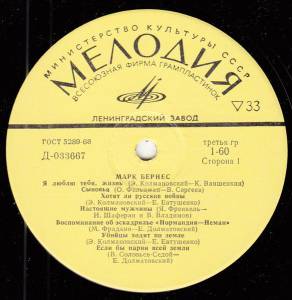 МИНИСТЕРСТВО КУЛЬТУРЫ СССР
МЕЛОДИЯ
ВСЕСОЮЗНАЯ ФИРМА ГРАМПЛАСТИНОК
33
ЛЕНИНГРАДСКИЙ ЗАВОД
ГОСТ 5289-68
Д-033667
третья гр
1-60
Сторона 1
МАРК БЕРНЕС
Я люблю тебя, жизнь (Э. Колмановский — К. Ваншенкин)
Сыновья (О. Фельцман — В. Сергеев)
Хотят ли русские войны
(Э. Колмановский — Е. Евтушенко)
Настоящие мужчины (Я. Френкель —
И. Шаферан и В. Владимов)
Воспоминание об эскадрилье «Нормандия—Неман»
(М. Фрадкин — Е. Долматовский)
Убийцы ходят по земле
(Э. Колмановский — Е. Евтушенко)
Если бы парни всей земли
(В. Соловьев-Седой —
Е. Долматовский)